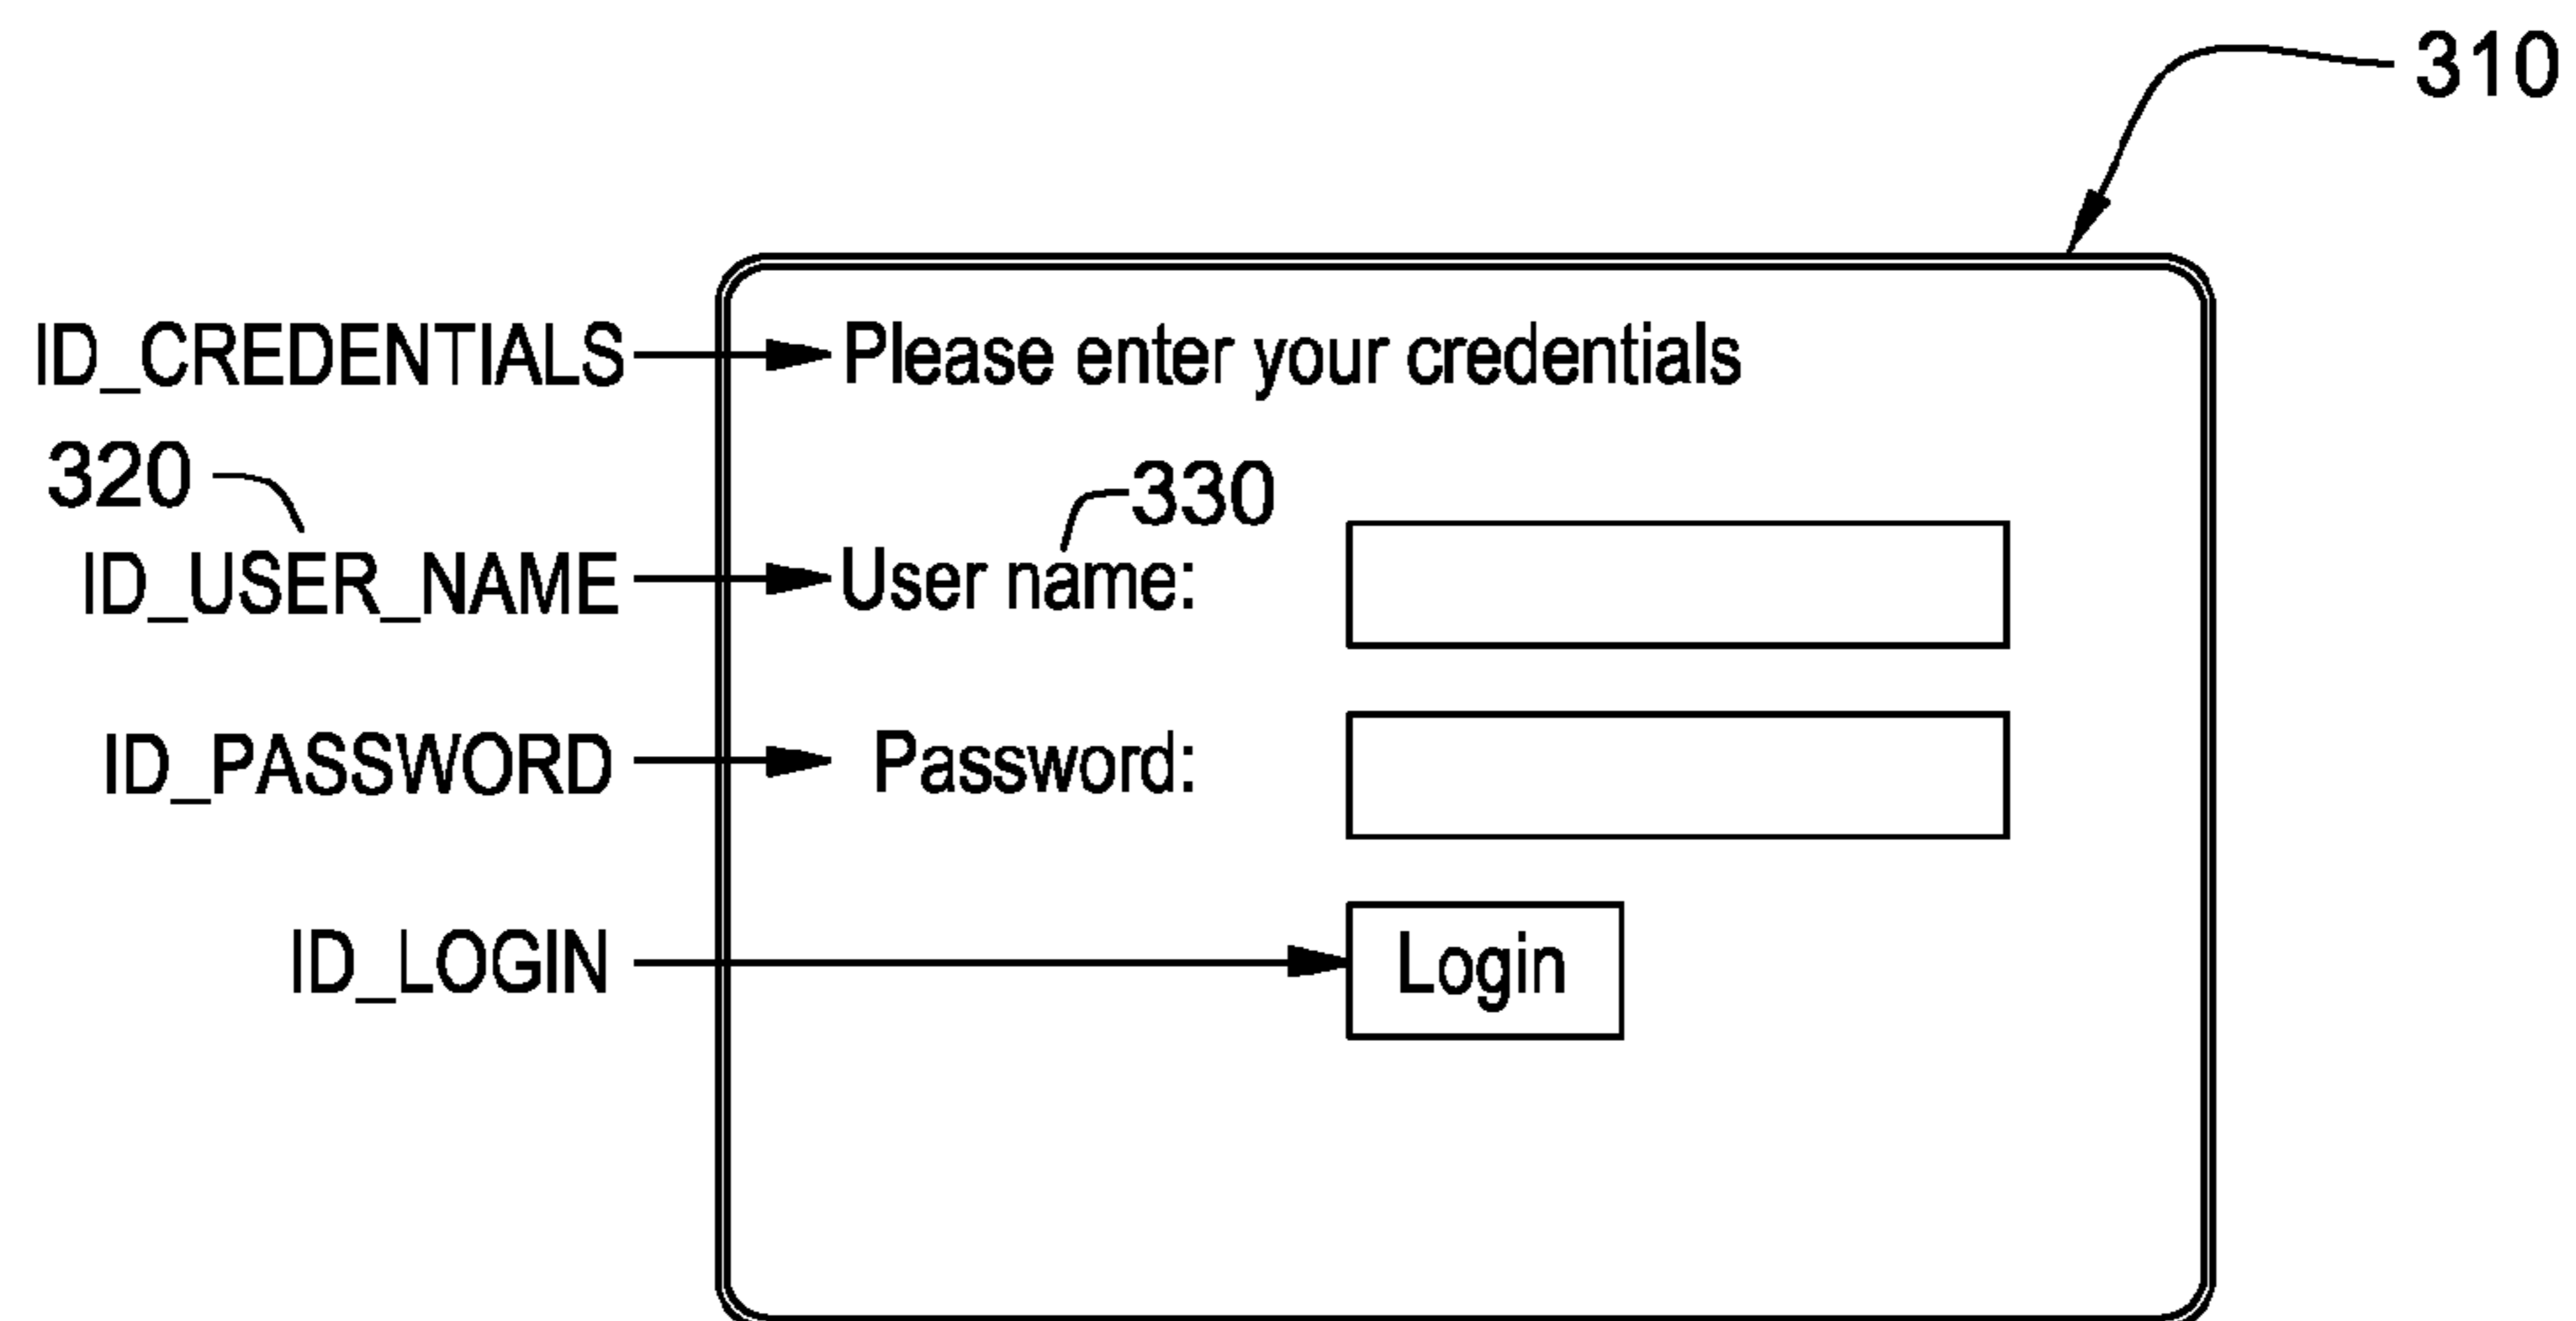 310
ID_CREDENTIALS Please enter your credentials
320 330
ID_USER_NAME User name:
ID_PASSWORD Password:
ID_LOGIN Login